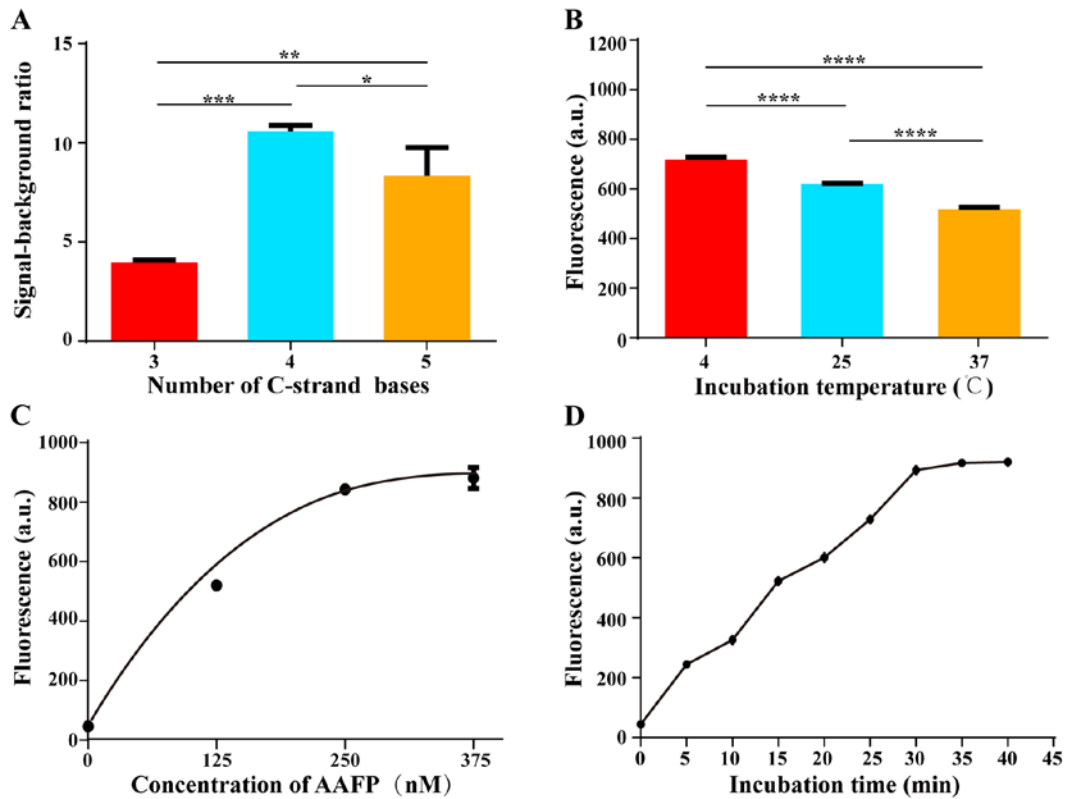 A
Signal-background ratio
15
10
5
0
**
*
***
3 4 5
Number of C-strand bases
B
Fluorescence (a.u.)
1200
1000
800
600
400
200
0
****
****
****
4 25 37
Incubation temperature (℃)
C
Fluorescence (a.u.)
1000
800
600
400
200
0
0 125 250 375
Concentration of AAFP (nM)
D
Fluorescence (a.u.)
1000
800
600
400
200
0
0 5 10 15 20 25 30 35 40 45
Incubation time (min)